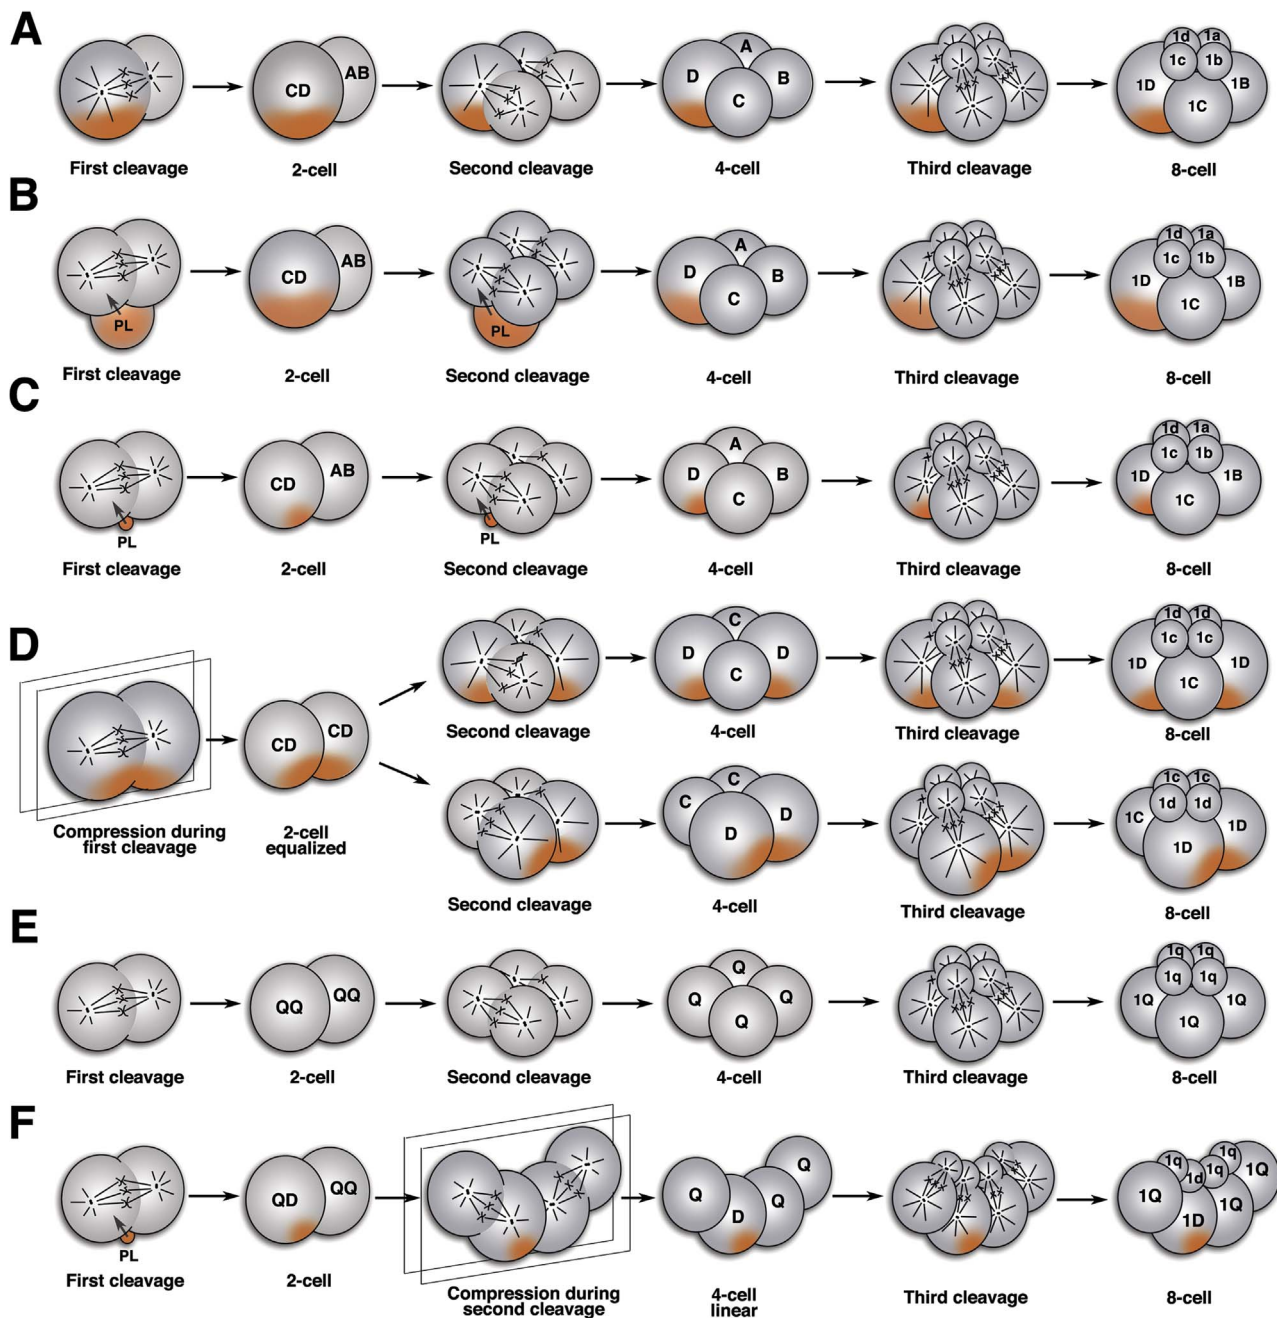 A
CD
AB
D
A
B
C
1d
1a
1c
1b
1D
1B
1C
First cleavage
2-cell
Second cleavage
4-cell
Third cleavage
8-cell
B
PL
CD
AB
PL
D
A
B
C
1d
1a
1c
1b
1D
1B
1C
First cleavage
2-cell
Second cleavage
4-cell
Third cleavage
8-cell
C
PL
CD
AB
PL
D
A
B
C
1d
1a
1c
1b
1D
1B
1C
First cleavage
2-cell
Second cleavage
4-cell
Third cleavage
8-cell
D
Compression during
first cleavage
CD
CD
2-cell
equalized
D
C
D
C
1d
1d
1c
1c
1D
1D
1C
Second cleavage
4-cell
Third cleavage
8-cell
C
C
D
D
1c
1c
1d
1d
1C
1D
1D
Second cleavage
4-cell
Third cleavage
8-cell
E
QQ
QQ
Q
Q
Q
Q
1q
1q
1q
1q
1Q
1Q
1Q
First cleavage
2-cell
Second cleavage
4-cell
Third cleavage
8-cell
F
PL
QD
QQ
Q
D
Q
Q
1q
1d
1q
1q
1Q
1D
1Q
1Q
First cleavage
2-cell
Compression during
second cleavage
4-cell
linear
Third cleavage
8-cell